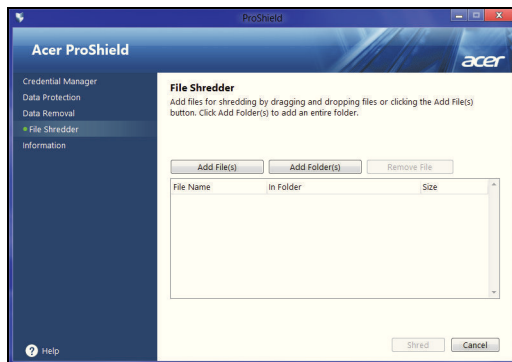 ProShield
Acer ProShield
acer
Credential Manager
Data Protection
Data Removal
File Shredder
Information
Help
File Shredder
Add files for shredding by dragging and dropping files or clicking the Add File(s)
button. Click Add Folder(s) to add an entire folder.
Add File(s) Add Folder(s) Remove File
File Name In Folder Size
Shred Cancel